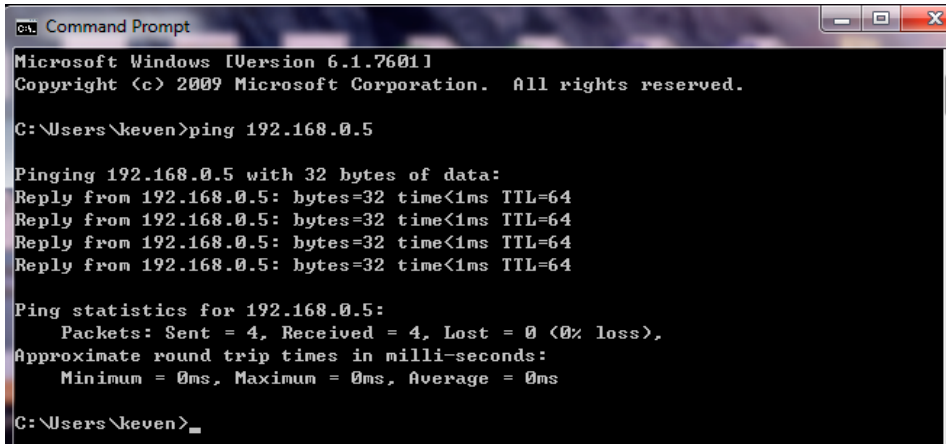 Command Prompt
Microsoft Windows [Version 6.1.7601]
Copyright (c) 2009 Microsoft Corporation.  All rights reserved.
C:\Users\keven>ping 192.168.0.5
Pinging 192.168.0.5 with 32 bytes of data:
Reply from 192.168.0.5: bytes=32 time<1ms TTL=64
Reply from 192.168.0.5: bytes=32 time<1ms TTL=64
Reply from 192.168.0.5: bytes=32 time<1ms TTL=64
Reply from 192.168.0.5: bytes=32 time<1ms TTL=64
Ping statistics for 192.168.0.5:
    Packets: Sent = 4, Received = 4, Lost = 0 (0% loss),
Approximate round trip times in milli-seconds:
    Minimum = 0ms, Maximum = 0ms, Average = 0ms
C:\Users\keven>_